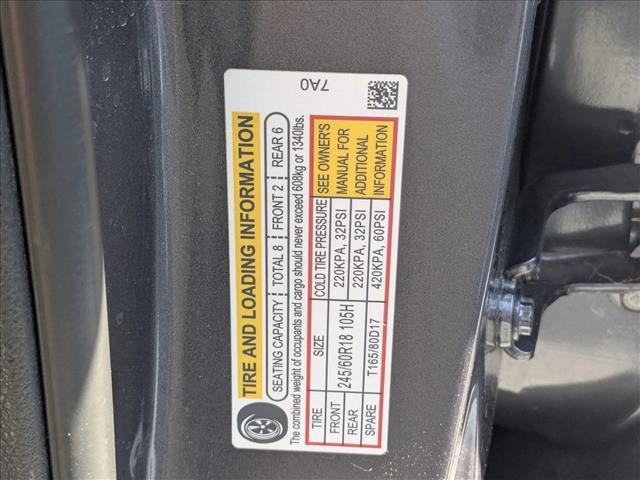 7A0
TIRE AND LOADING INFORMATION
SEATING CAPACITY TOTAL 8 FRONT 2 REAR 6
The combined weight of occupants and cargo should never exceed 608kg or 1340lbs.
TIRE SIZE COLD TIRE PRESSURE SEE OWNER'S MANUAL FOR ADDITIONAL INFORMATION
FRONT 245/60R18 105H 220KPA, 32PSI
REAR 220KPA, 32PSI
SPARE T165/80D17 420KPA, 60PSI